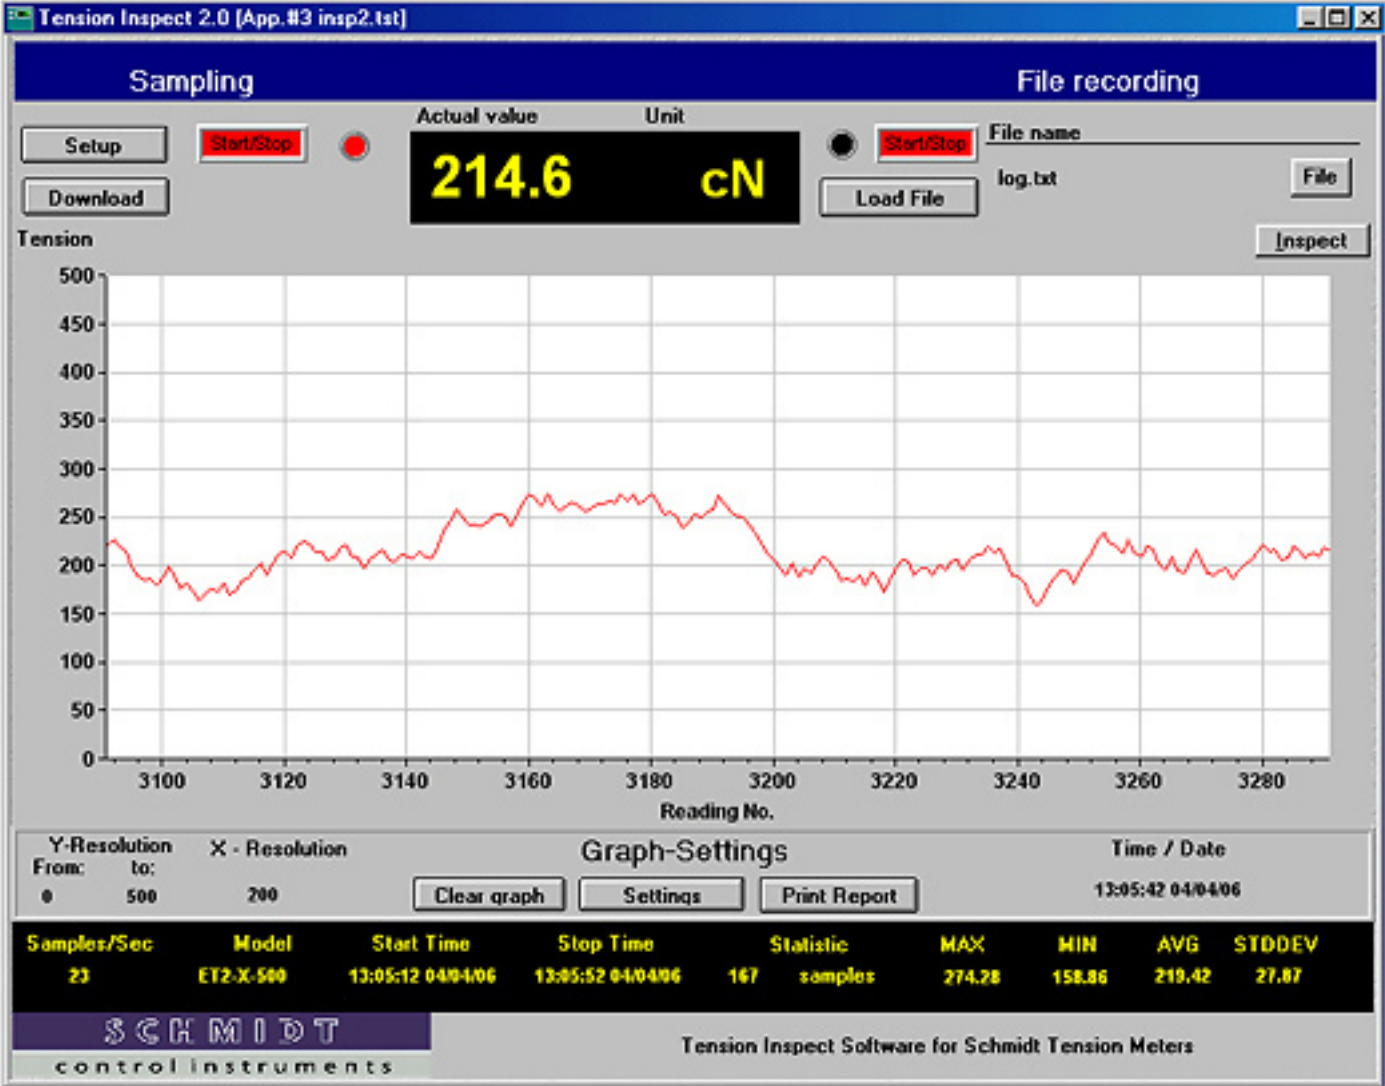 Tension Inspect 2.0 [App.#3 insp2.tst]
Sampling File recording
Actual value Unit
Setup Start/Stop 214.6 cN Start/Stop File name
Download Load File log.txt File
Tension Inspect
500
450
400
350
300
250
200
150
100
50
0
3100 3120 3140 3160 3180 3200 3220 3240 3260 3280
Reading No.
Y-Resolution X - Resolution Graph-Settings Time / Date
From: to:
0 500 200 Clear graph Settings Print Report 13:05:42 04/04/06
Samples/Sec Model Start Time Stop Time Statistic MAX MIN AVG STDDEV
23 ET2-X-500 13:05:12 04/04/06 13:05:52 04/04/06 167 samples 274.28 158.86 219.42 27.87
SCHMIDT
control instruments
Tension Inspect Software for Schmidt Tension Meters